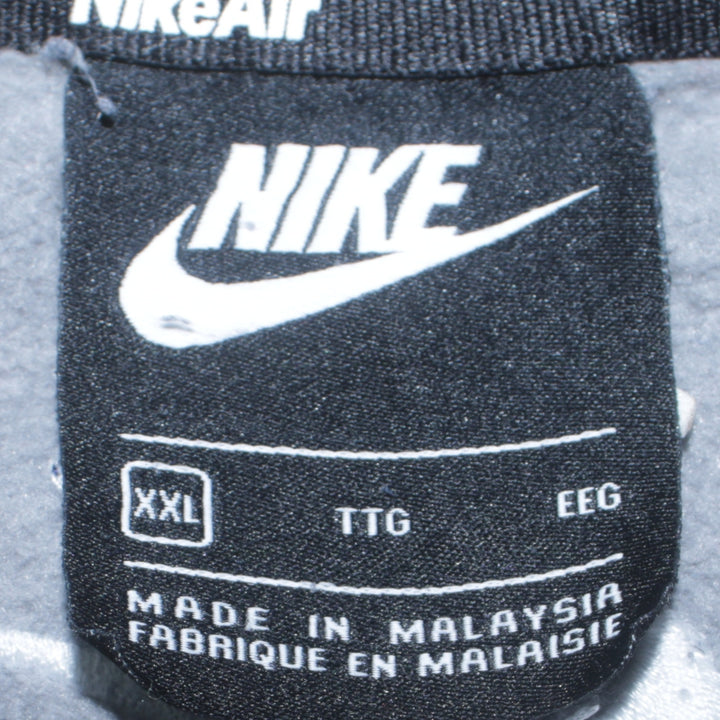 NikeAir
NIKE
XXL TTG EEG
MADE IN MALAYSIA
FABRIQUE EN MALAISIE